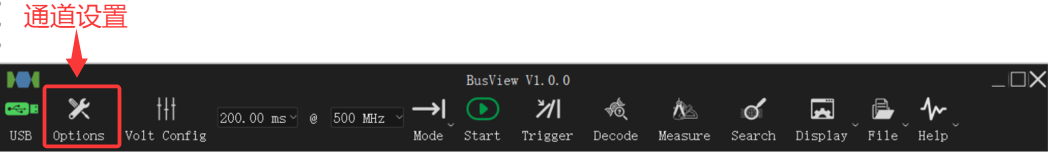 通道设置
BusView V1.0.0
USB Options Volt Config 200.00 ms @ 500 MHz Mode Start Trigger Decode Measure Search Display File Help